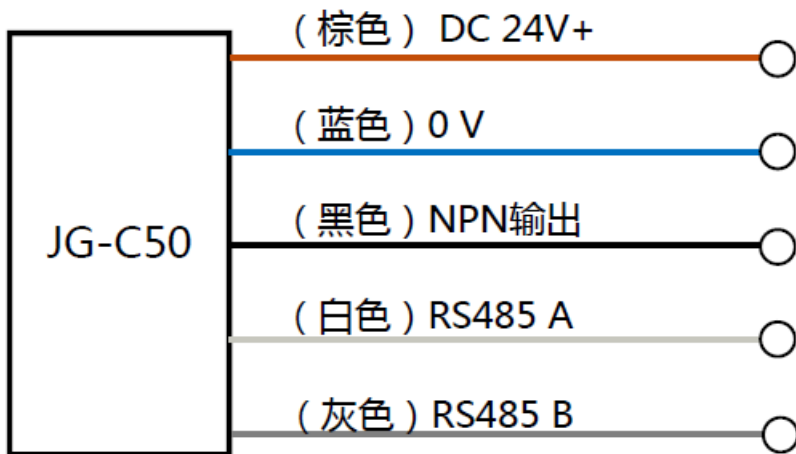 （棕色） DC 24V+
（蓝色）0 V
（黑色）NPN输出
JG-C50
（白色）RS485 A
（灰色）RS485 B